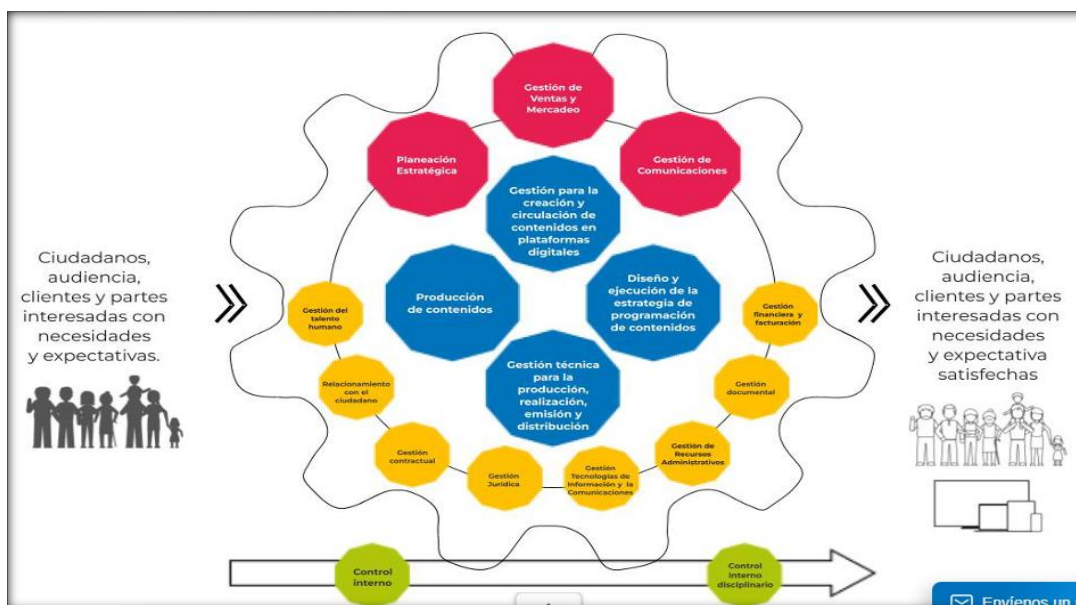 Gestión de
Ventas y
Mercadeo
Planeación
Estratégica
Gestión de
Comunicaciones
Gestión para la
creación y
circulación de
contenidos en
plataformas
digitales
Ciudadanos,
audiencia,
clientes y partes
interesadas con
necesidades
y expectativas.
Producción
de contenidos
Diseño y
ejecución de la
estrategia de
programación
de contenidos
Ciudadanos,
audiencia,
clientes y partes
interesadas con
necesidades
y expectativa
satisfechas
Gestión del
talento
humano
Gestión
financiera y
facturación
Gestión técnica
para la
producción,
realización,
emisión y
distribución
Relacionamiento
con el
ciudadano
Gestión
documental
Gestión
contractual
Gestión
Jurídica
Gestión
Tecnologías de
Información y la
Comunicaciones
Gestión de
Recursos
Administrativos
Control
interno
Control
interno
disciplinario
Envíenos un